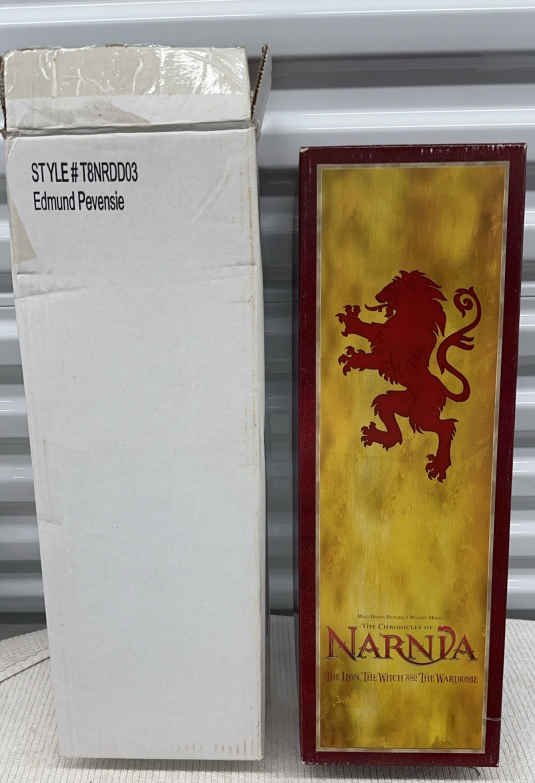 STYLE# T8NRDD03
Edmund Pevensie
THE CHRONICLES OF
NARNIA
THE LION, THE WITCH AND THE WARDROBE